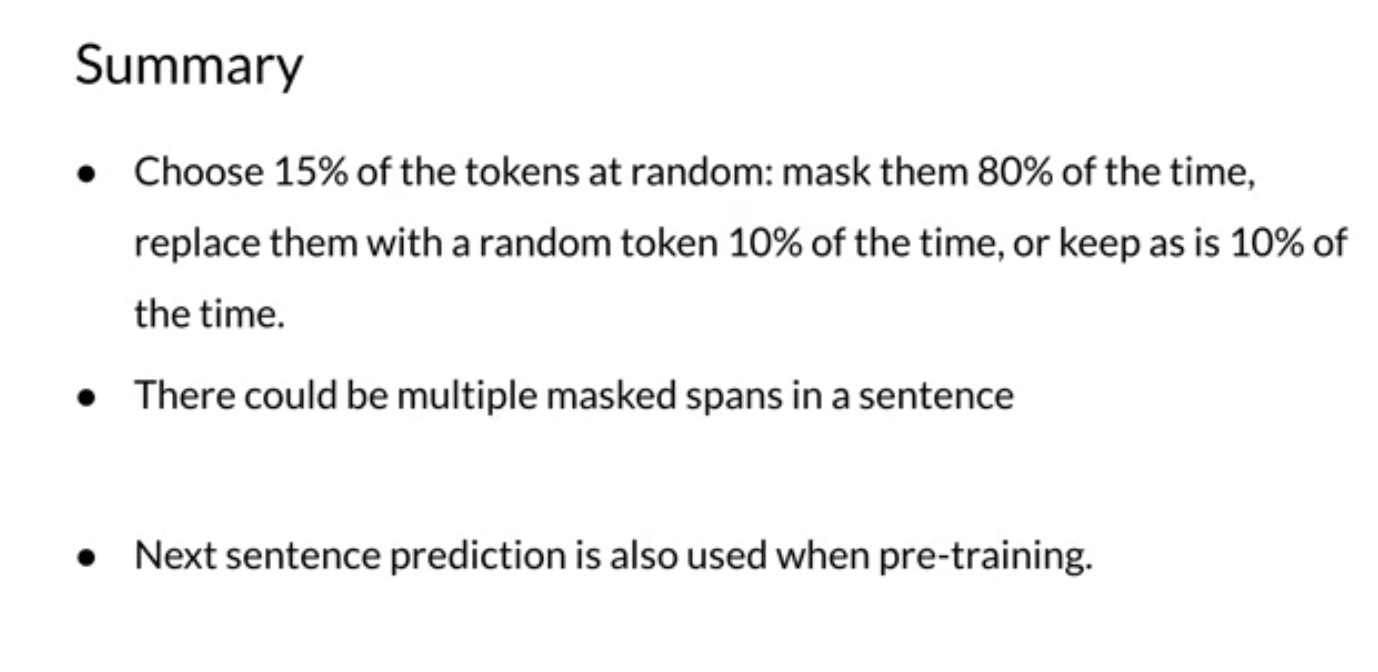 Summary
● Choose 15% of the tokens at random: mask them 80% of the time,
replace them with a random token 10% of the time, or keep as is 10% of
the time.
● There could be multiple masked spans in a sentence
● Next sentence prediction is also used when pre-training.